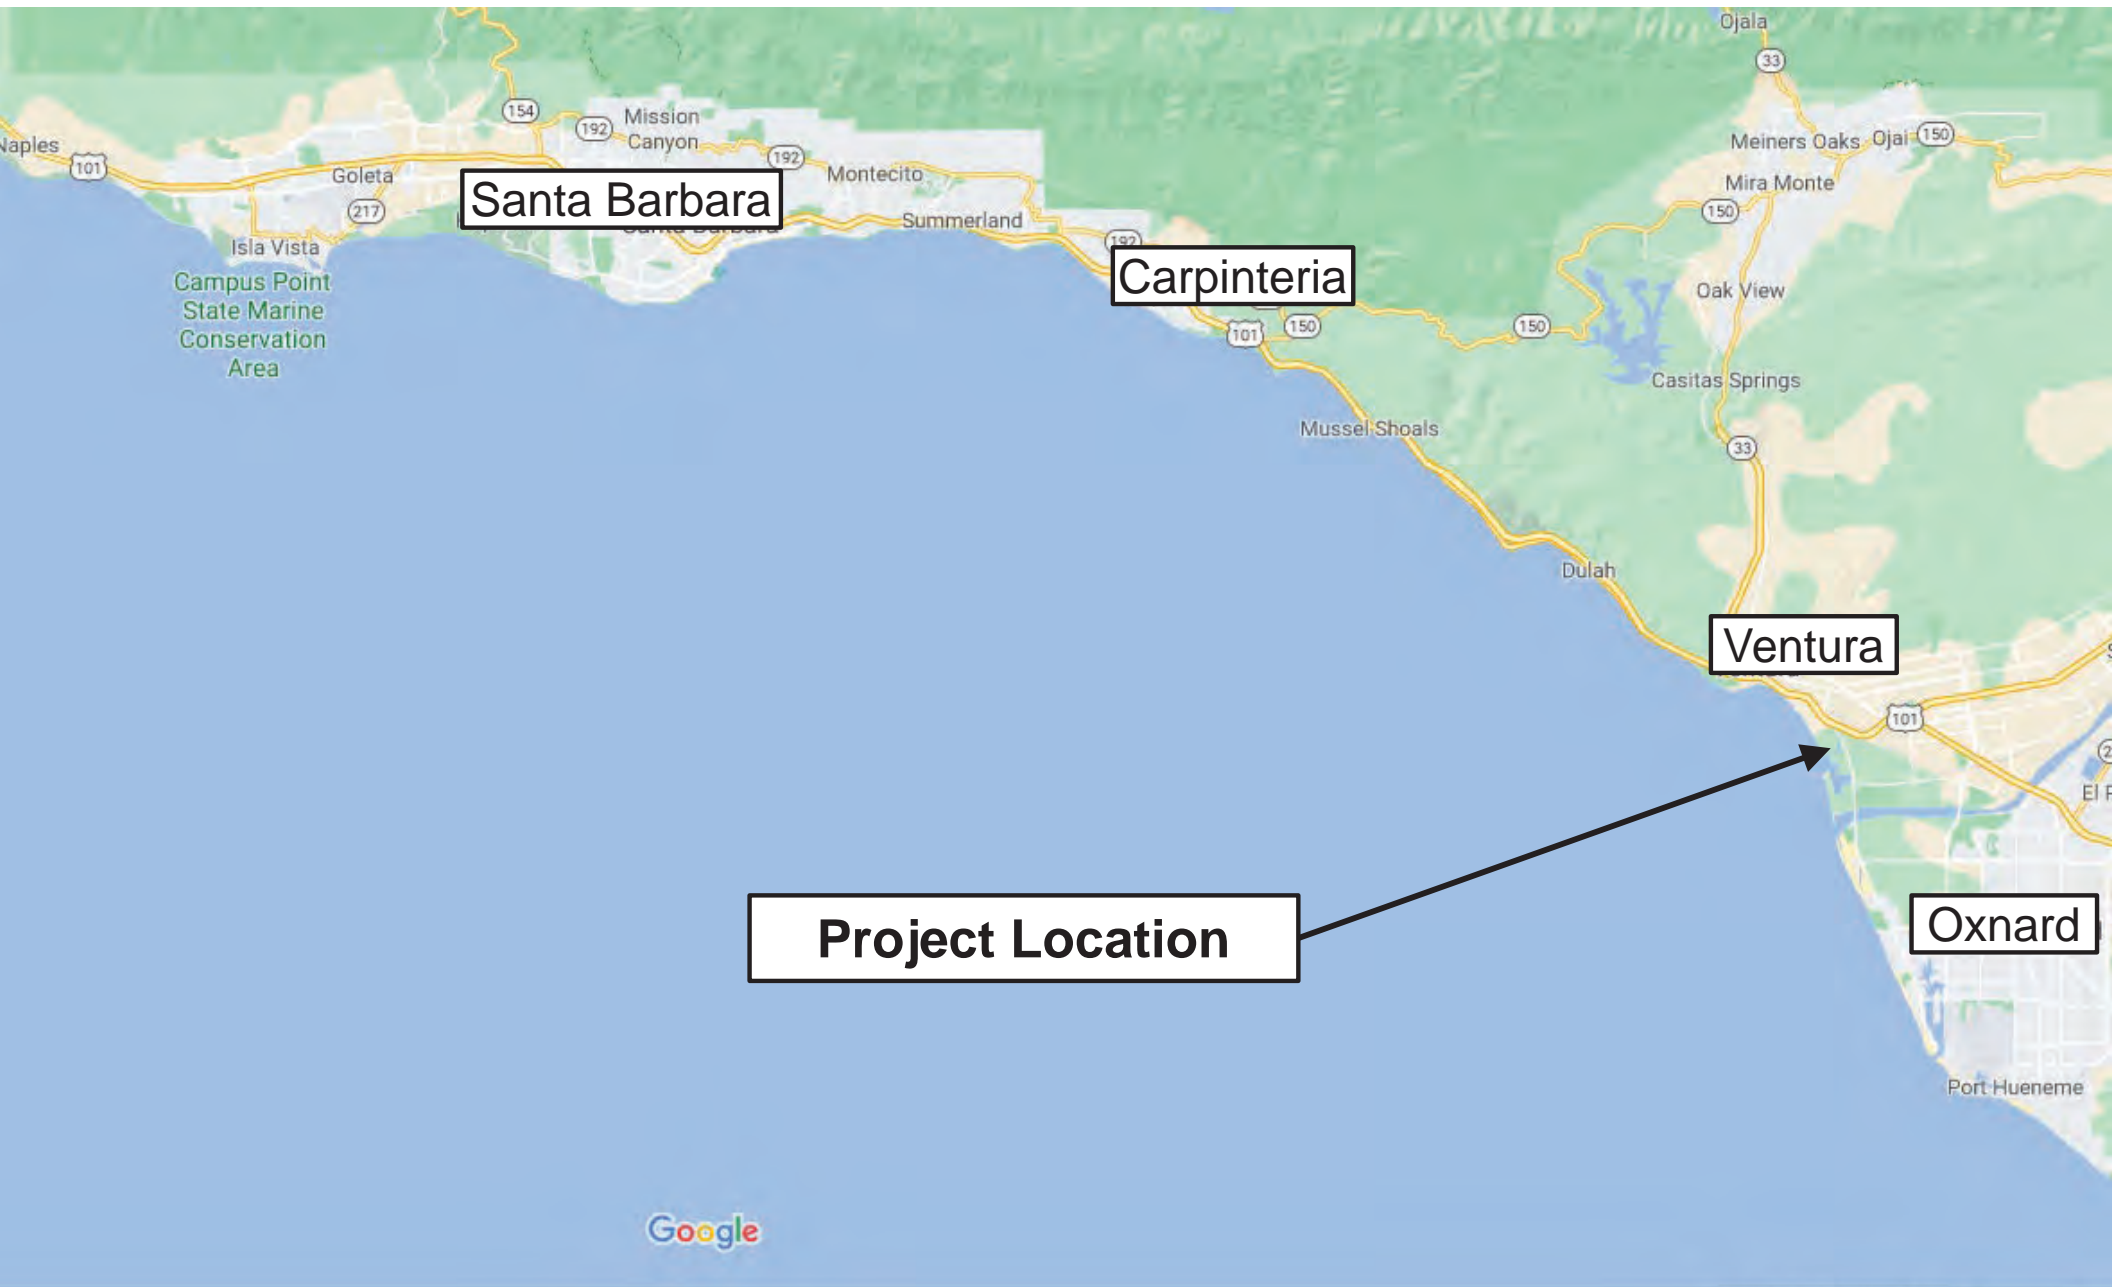 Ojala
33
154
192
Mission
Canyon
Naples
101
192
Meiners Oaks
Ojai
150
Goleta
Montecito
Mira Monte
217
Santa Barbara
Summerland
150
Isla Vista
192
Campus Point
State Marine
Conservation
Area
Carpinteria
Oak View
101
150
150
Casitas Springs
Mussel Shoals
33
Dulah
Ventura
101
El
Project Location
Oxnard
Port Hueneme
Google